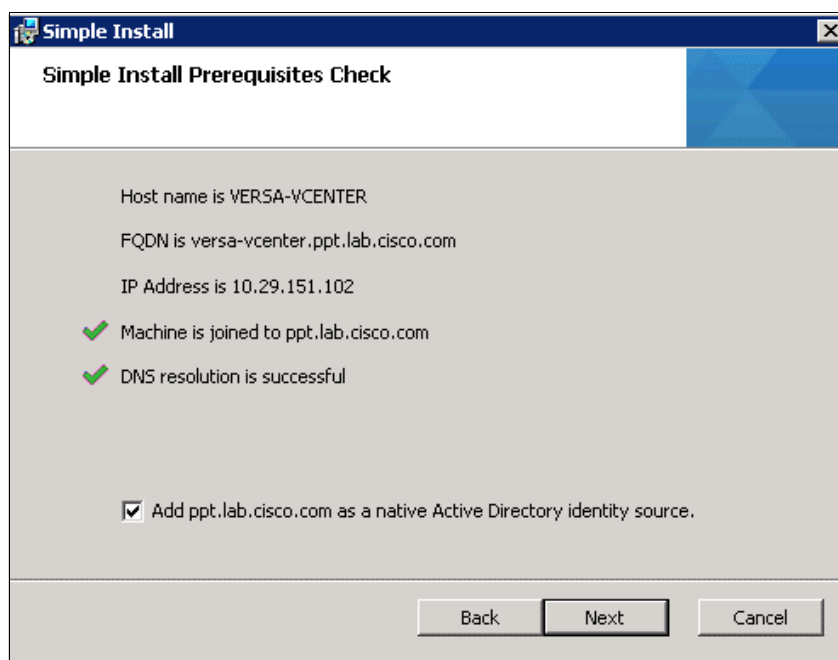 Simple Install
Simple Install Prerequisites Check
Host name is VERSA-VCENTER
FQDN is versa-vcenter.ppt.lab.cisco.com
IP Address is 10.29.151.102
Machine is joined to ppt.lab.cisco.com
DNS resolution is successful
Add ppt.lab.cisco.com as a native Active Directory identity source.
Back Next Cancel